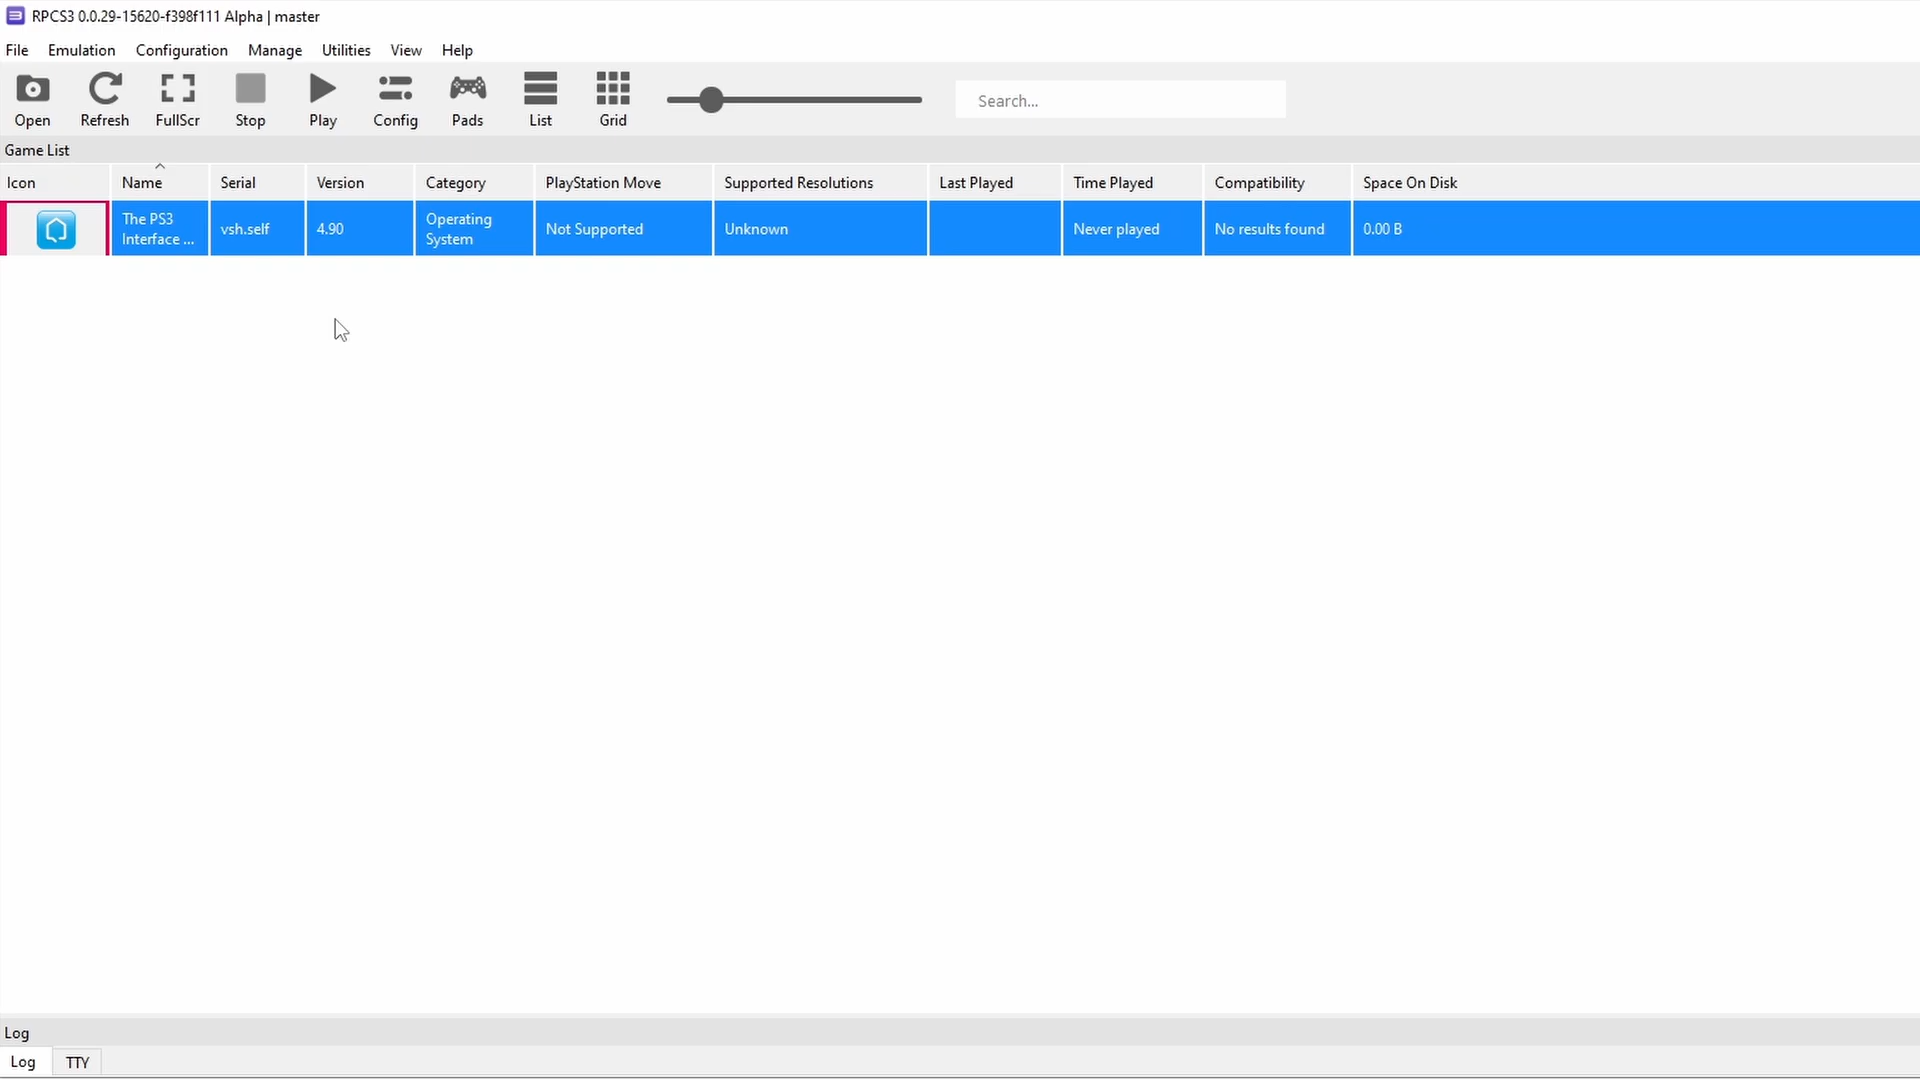 RPCS3 0.0.29-15620-f398f111 Alpha | master
File Emulation Configuration Manage Utilities View Help
Open Refresh FullScr Stop Play Config Pads List Grid Search...
Game List
Icon Name Serial Version Category PlayStation Move Supported Resolutions Last Played Time Played Compatibility Space On Disk
The PS3 Interface ... vsh.self 4.90 Operating System Not Supported Unknown Never played No results found 0.00 B
Log
Log TTY